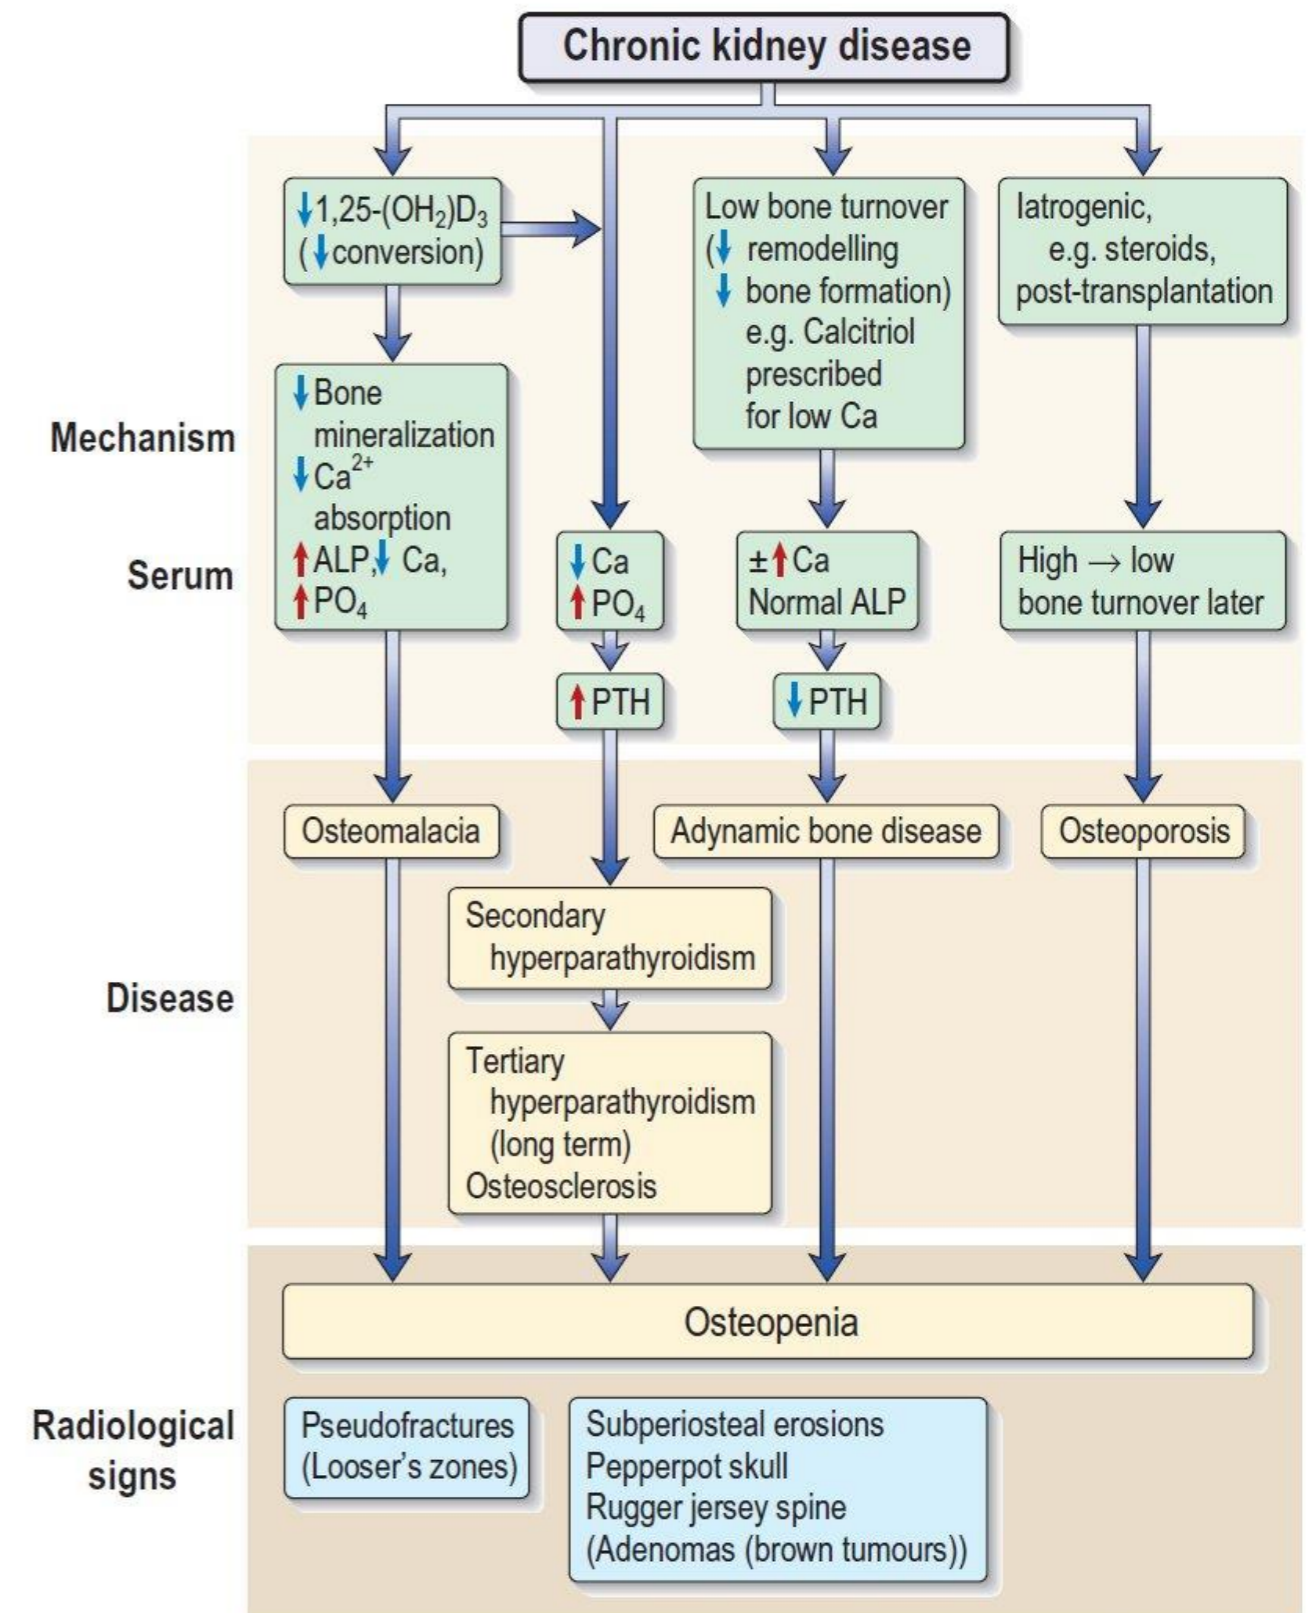 Chronic kidney disease
↓1,25-(OH₂)D₃
(↓conversion)
Low bone turnover
(↓ remodelling
↓ bone formation)
e.g. Calcitriol
prescribed
for low Ca
Iatrogenic,
e.g. steroids,
post-transplantation
Mechanism
↓Bone
mineralization
↓Ca²⁺
absorption
↑ALP,↓ Ca,
↑PO₄
Serum
↓Ca
↑PO₄
±↑Ca
Normal ALP
High → low
bone turnover later
↑PTH
↓PTH
Osteomalacia
Adynamic bone disease
Osteoporosis
Disease
Secondary
hyperparathyroidism
Tertiary
hyperparathyroidism
(long term)
Osteosclerosis
Osteopenia
Radiological
signs
Pseudofractures
(Looser's zones)
Subperiosteal erosions
Pepperpot skull
Rugger jersey spine
(Adenomas (brown tumours))